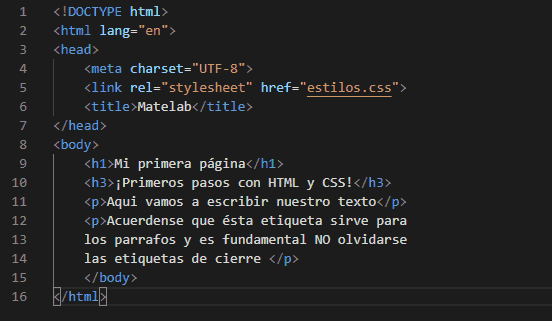 1 <!DOCTYPE html>
2 <html lang="en">
3 <head>
4     <meta charset="UTF-8">
5     <link rel="stylesheet" href="estilos.css">
6     <title>Matelab</title>
7 </head>
8 <body>
9     <h1>Mi primera página</h1>
10     <h3>¡Primeros pasos con HTML y CSS!</h3>
11     <p>Aqui vamos a escribir nuestro texto</p>
12     <p>Acuerdense que ésta etiqueta sirve para
13     los parrafos y es fundamental NO olvidarse
14     las etiquetas de cierre </p>
15     </body>
16 </html>